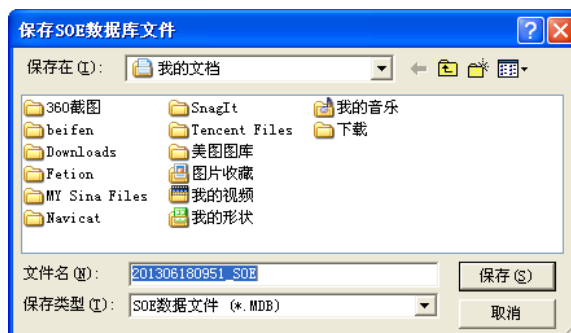 保存SOE数据库文件
保存在(I): 我的文档
360截图 SnagIt 我的音乐
beifen Tencent Files 下载
Downloads 美图图库
Fetion 图片收藏
MY Sina Files 我的视频
Navicat 我的形状
文件名(N): 201306180951_SOE 保存(S)
保存类型(T): SOE数据文件 (*.MDB) 取消